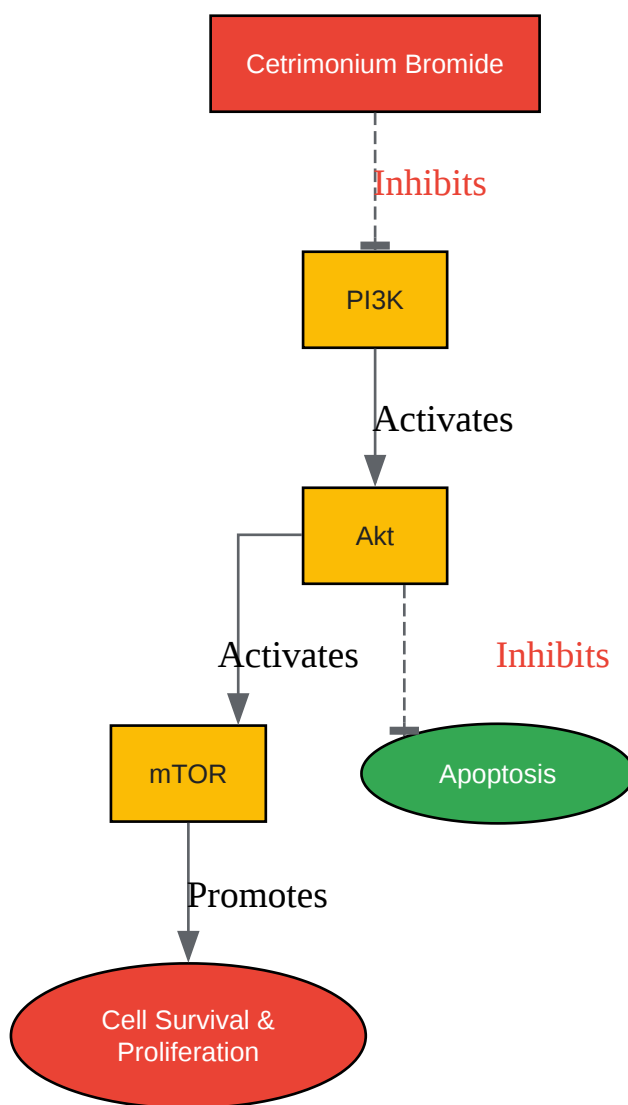 Cetrimonium Bromide
Inhibits
PI3K
Activates
Akt
Activates
Inhibits
mTOR
Apoptosis
Promotes
Cell Survival &
Proliferation